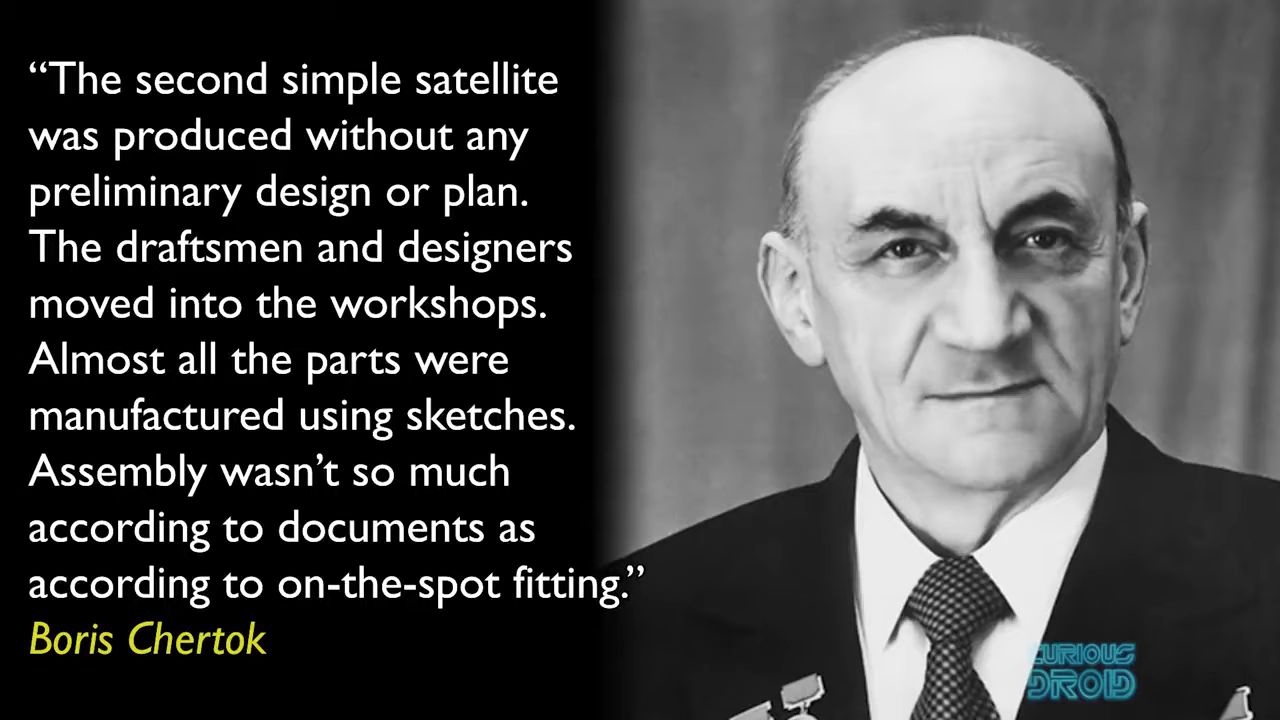 “The second simple satellite
was produced without any
preliminary design or plan.
The draftsmen and designers
moved into the workshops.
Almost all the parts were
manufactured using sketches.
Assembly wasn’t so much
according to documents as
according to on-the-spot fitting.”
Boris Chertok
CURIOUS
DROID